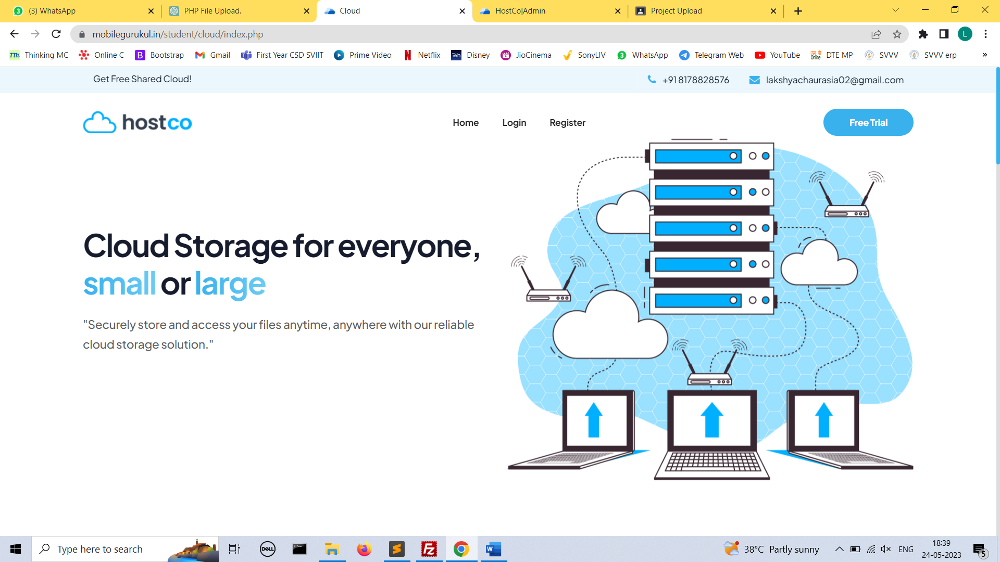 (3) WhatsApp
PHP File Upload.
Cloud
HostCo|Admin
Project Upload
mobilegurukul.in/student/cloud/index.php
L
Thinking MC
Online C
Bootstrap
Gmail
First Year CSD SVIIT
Prime Video
Netflix
Disney
JioCinema
SonyLIV
WhatsApp
Telegram Web
YouTube
DTE MP
SVVV
SVVV erp
»
Get Free Shared Cloud!
+91 8178828576
lakshyachaurasia02@gmail.com
hostco
Home
Login
Register
Free Trial
Cloud Storage for everyone,
small or large
"Securely store and access your files anytime, anywhere with our reliable
cloud storage solution."
Type here to search
DELL
38°C Partly sunny
ENG
18:39
24-05-2023
5